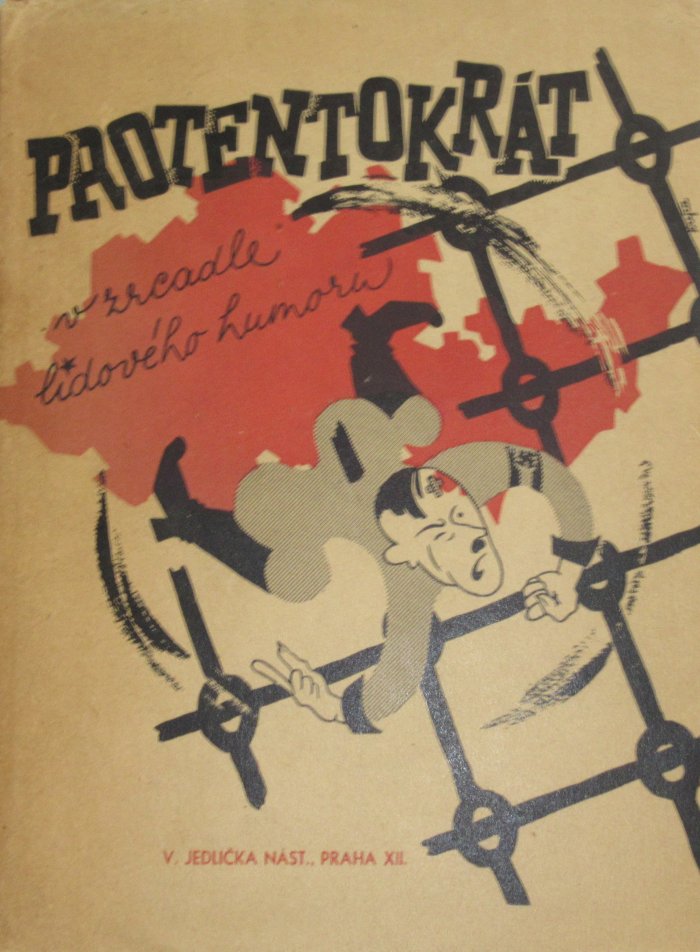 PROTENTOKRÁT
v zrcadle
lidového humoru
V. JEDLIČKA NÁST., PRAHA XII.